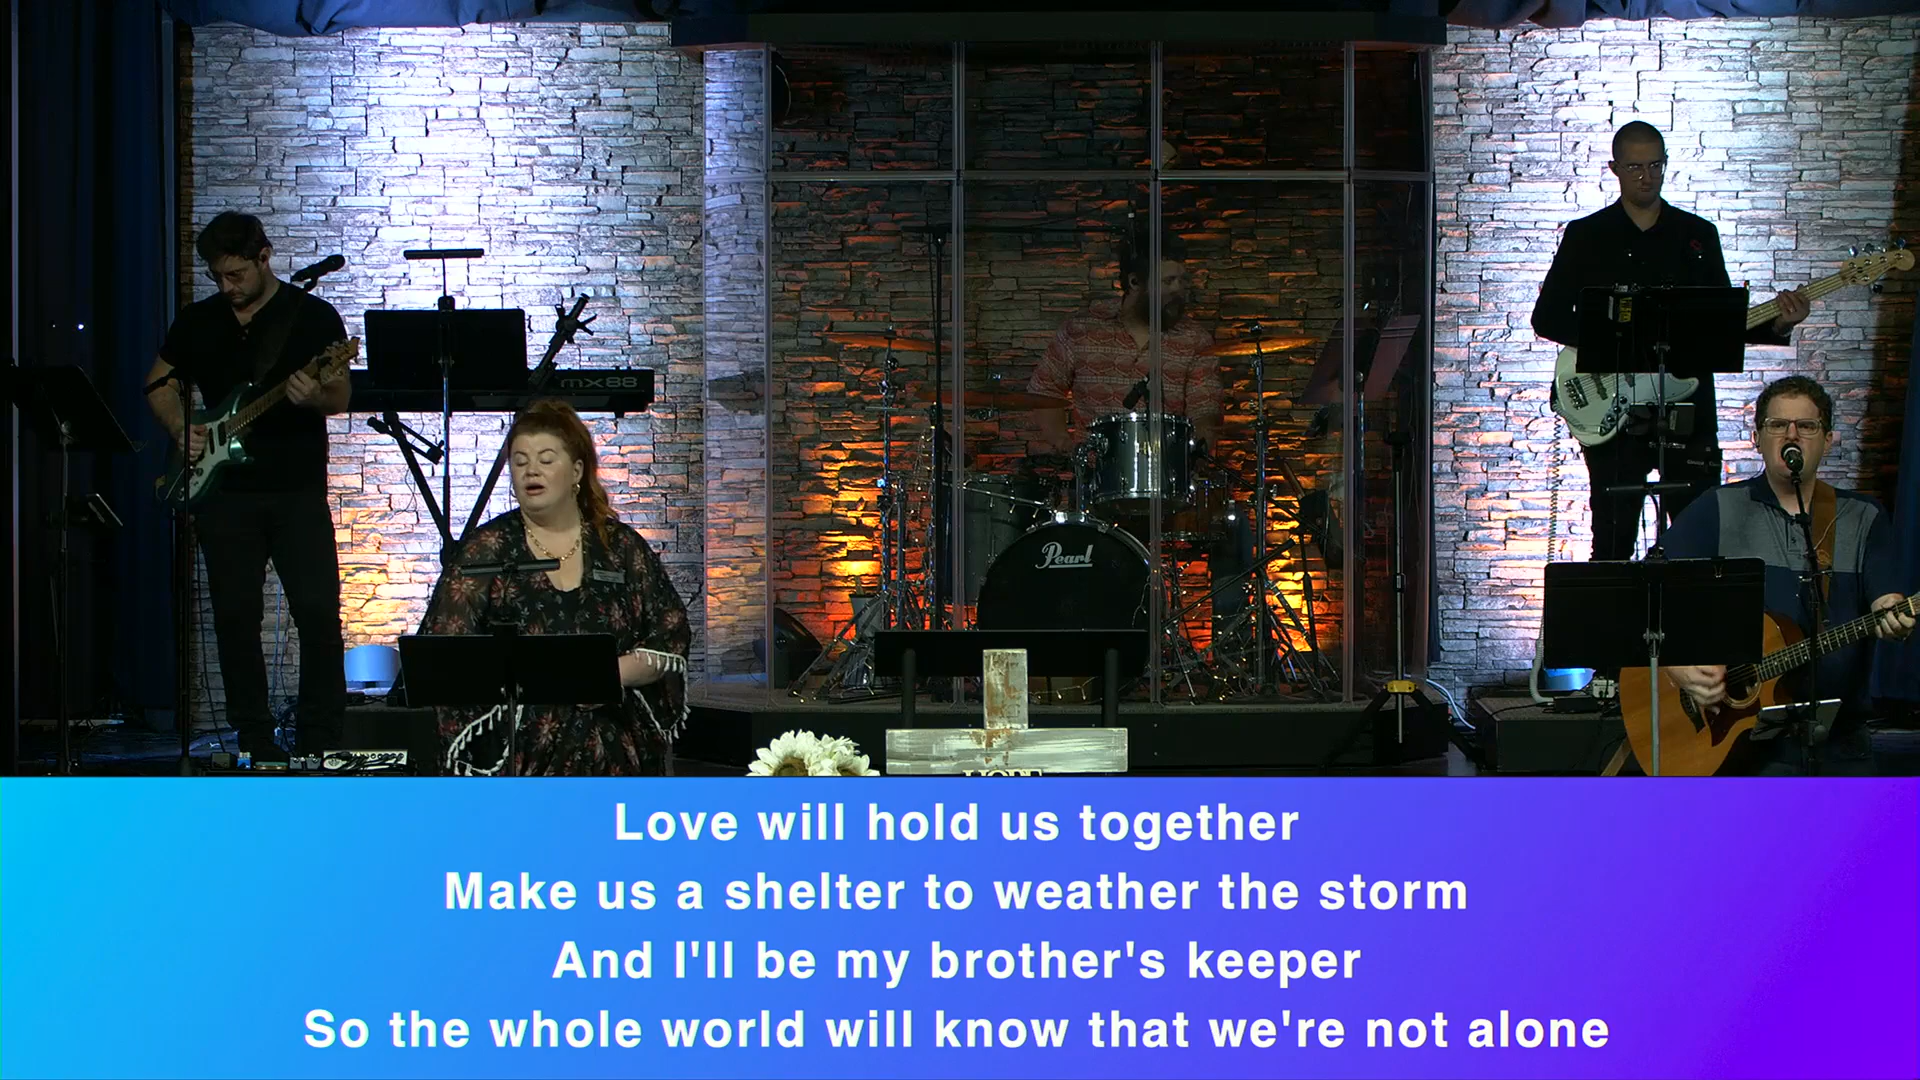 mx88
Pearl
HOPE
Love will hold us together
Make us a shelter to weather the storm
And I'll be my brother's keeper
So the whole world will know that we're not alone